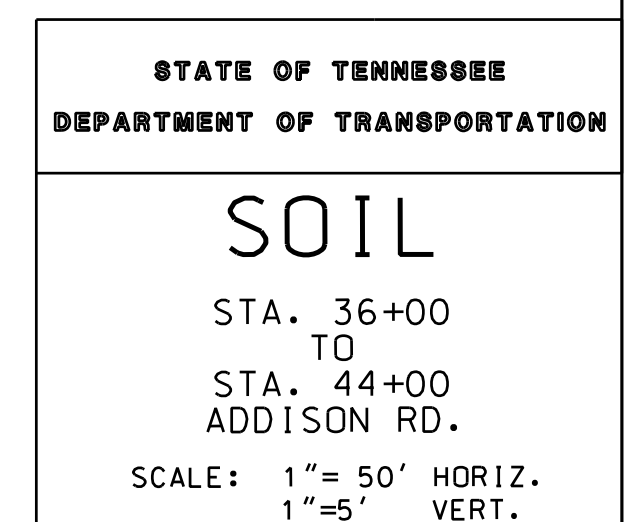 STATE OF TENNESSEE
DEPARTMENT OF TRANSPORTATION
SOIL
STA. 36+00
TO
STA. 44+00
ADDISON RD.
SCALE: 1"= 50' HORIZ.
1"=5' VERT.